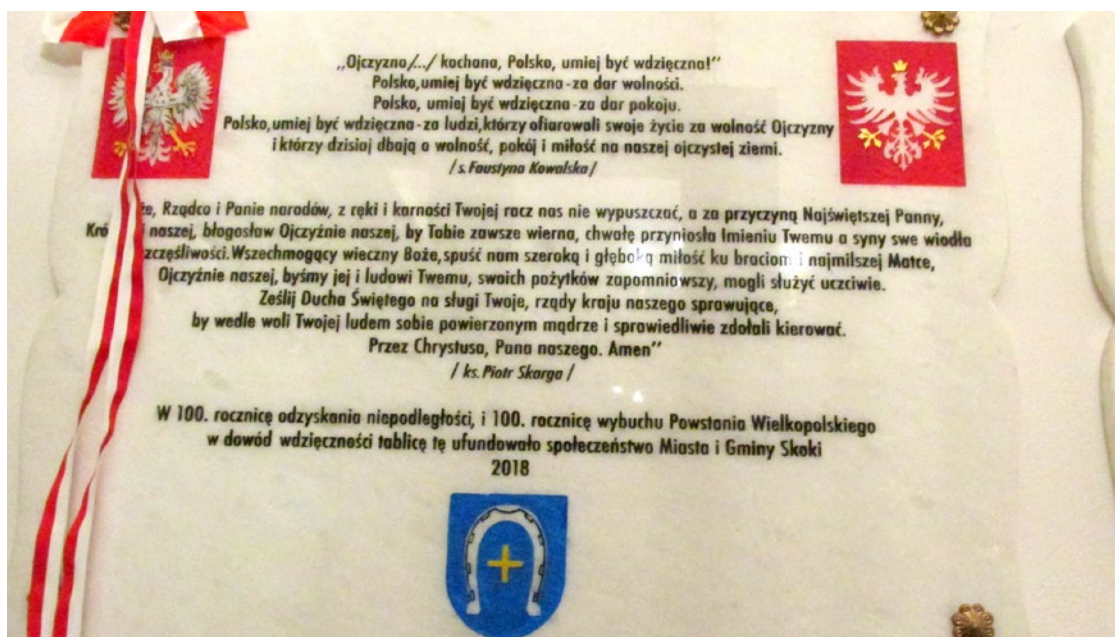 „Ojczyzno/../ kochana, Polsko, umiej być wdzięczna!”
Polsko, umiej być wdzięczna - za dar wolności.
Polsko, umiej być wdzięczna - za dar pokoju.
Polsko, umiej być wdzięczna - za ludzi, którzy ofiarowali swoje życie za wolność Ojczyzny
i którzy dzisiaj dbają o wolność, pokój i miłość na naszej ojczystej ziemi.
/ s. Faustyna Kowalska /
Rządco i Panie narodów, z ręki i karności Twojej racz nas nie wypuszczać, a za przyczyną Najświętszej Panny,
naszej, błogosław Ojczyźnie naszej, by Tobie zawsze wierna, chwałę przyniosła Imieniu Twemu a syny swe wiodła
Wszechmogący wieczny Boże, spuść nam szeroką i głęboką miłość ku braciom i najmilszej Matce,
Ojczyźnie naszej, byśmy jej i ludowi Twemu, swoich pożytków zapomniawszy, mogli służyć uczciwie.
Ześlij Ducha Świętego na sługi Twoje, rządy kraju naszego sprawujące,
by wedle woli Twojej ludem sobie powierzonym mądrze i sprawiedliwie zdołali kierować.
Przez Chrystusa, Pana naszego. Amen”
/ ks. Piotr Skarga /
W 100. rocznicę odzyskania niepodległości, i 100. rocznicę wybuchu Powstania Wielkopolskiego
w dowód wdzięczności tablicę tę ufundowało społeczeństwo Miasta i Gminy Skoki
2018